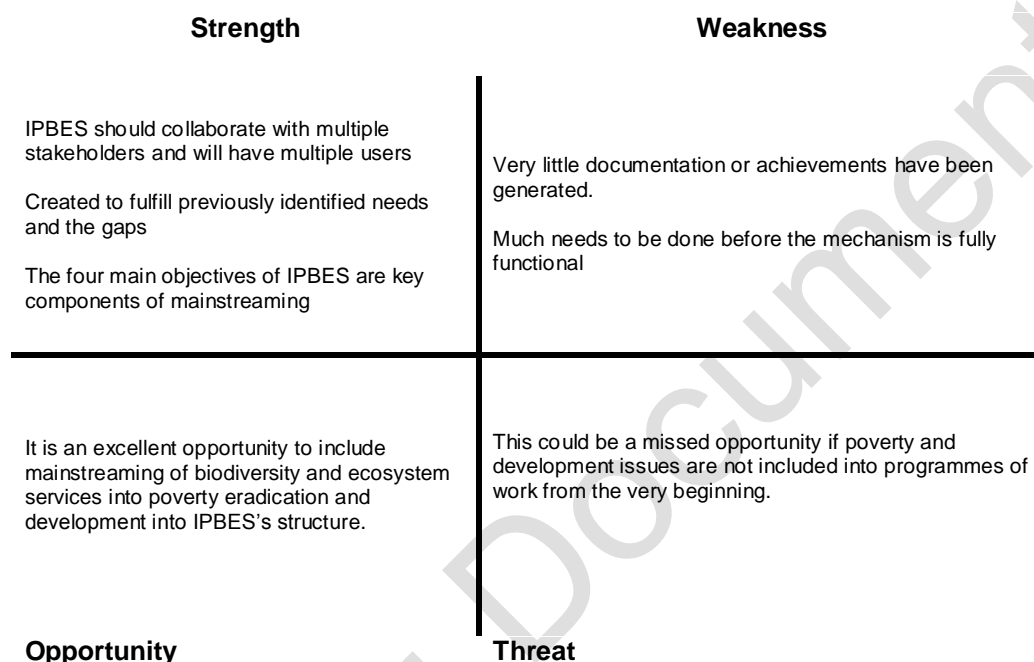 Strength
Weakness
IPBES should collaborate with multiple
stakeholders and will have multiple users
Created to fulfill previously identified needs
and the gaps
The four main objectives of IPBES are key
components of mainstreaming
Very little documentation or achievements have been
generated.
Much needs to be done before the mechanism is fully
functional
It is an excellent opportunity to include
mainstreaming of biodiversity and ecosystem
services into poverty eradication and
development into IPBES’s structure.
This could be a missed opportunity if poverty and
development issues are not included into programmes of
work from the very beginning.
Opportunity
Threat
Document